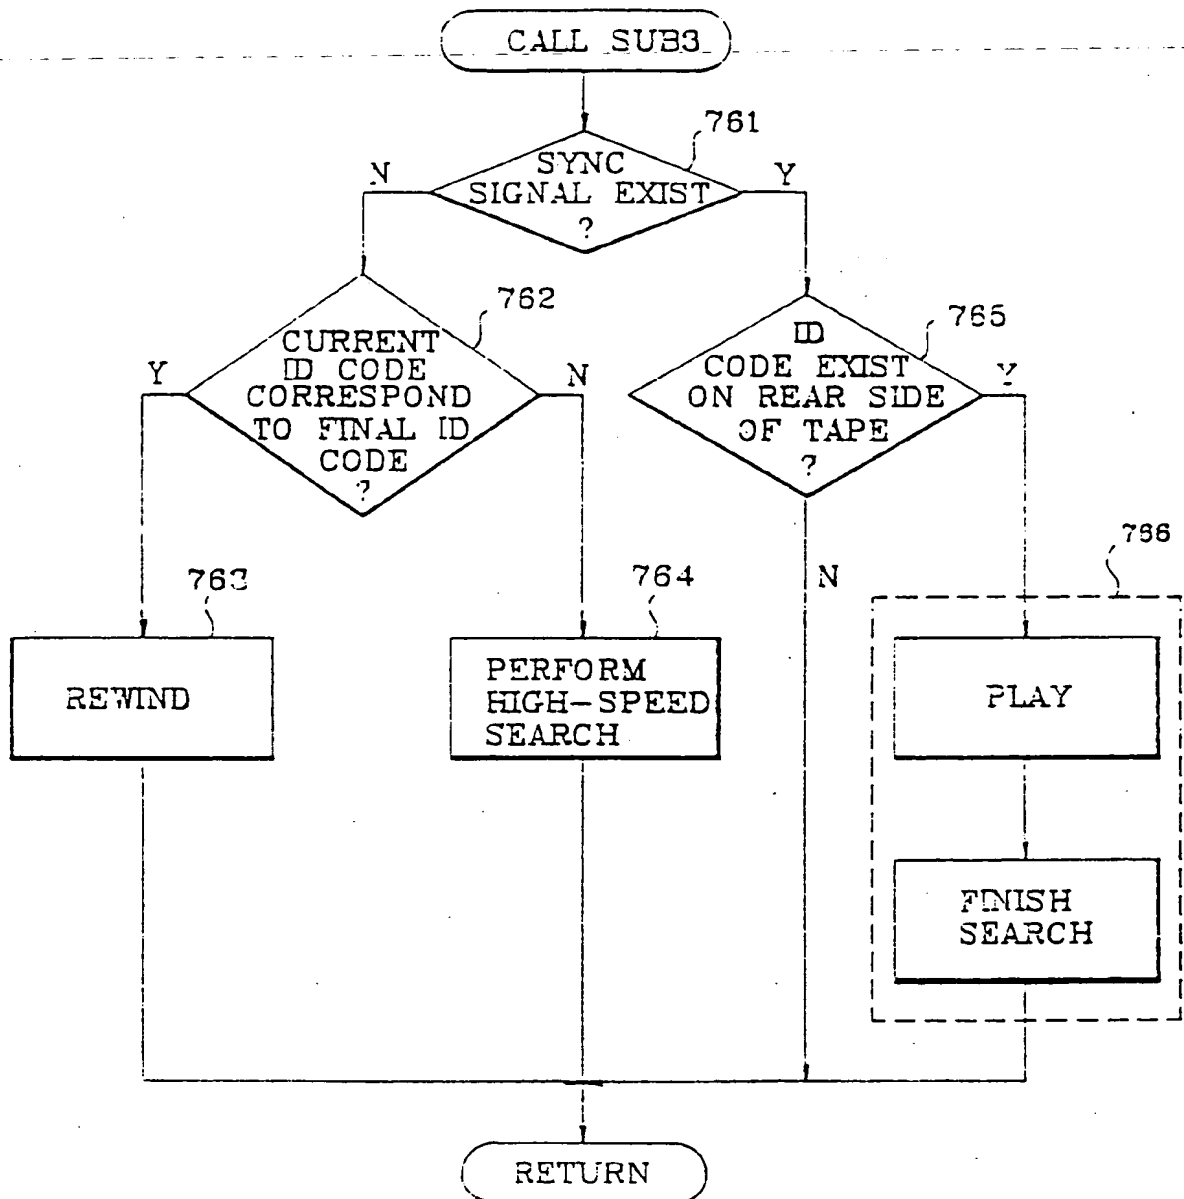 CALL SUB3
761
SYNC
SIGNAL EXIST
?
N
Y
762
CURRENT
ID CODE
CORRESPOND
TO FINAL ID
CODE
?
Y
N
765
ID
CODE EXIST
ON REAR SIDE
OF TAPE
?
Y
N
763
REWIND
764
PERFORM
HIGH-SPEED
SEARCH
766
PLAY
FINISH
SEARCH
RETURN